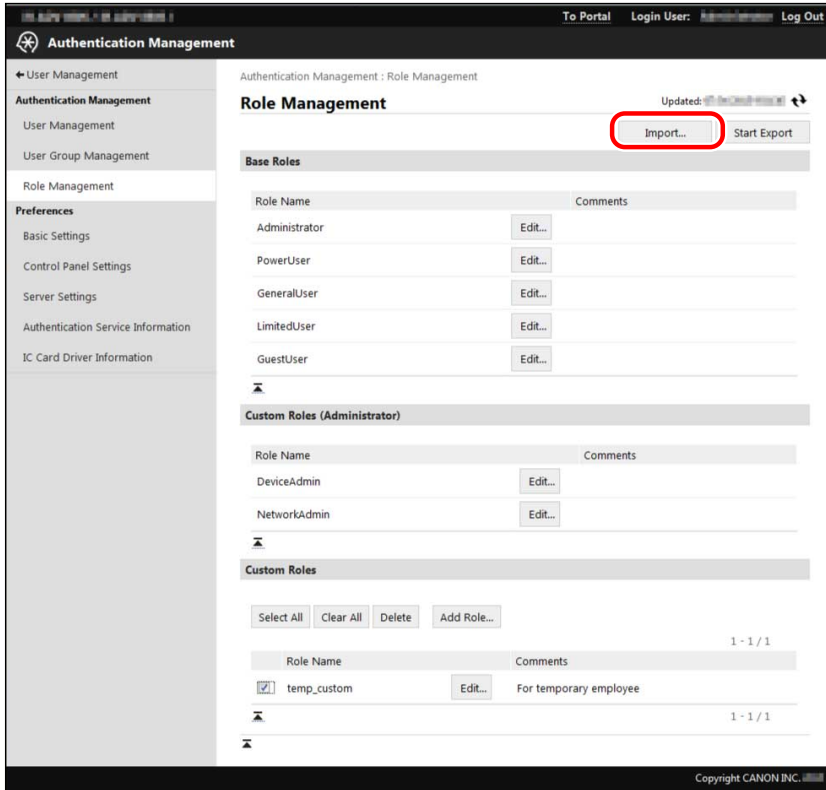 To Portal Login User: Log Out
Authentication Management
User Management
Authentication Management : Role Management
Authentication Management
User Management
User Group Management
Role Management
Preferences
Basic Settings
Control Panel Settings
Server Settings
Authentication Service Information
IC Card Driver Information
Role Management
Updated:
Import... Start Export
Base Roles
Role Name Comments
Administrator Edit...
PowerUser Edit...
GeneralUser Edit...
LimitedUser Edit...
GuestUser Edit...
Custom Roles (Administrator)
Role Name Comments
DeviceAdmin Edit...
NetworkAdmin Edit...
Custom Roles
Select All Clear All Delete Add Role...
1 - 1 / 1
Role Name Comments
temp_custom Edit... For temporary employee
1 - 1 / 1
Copyright CANON INC.